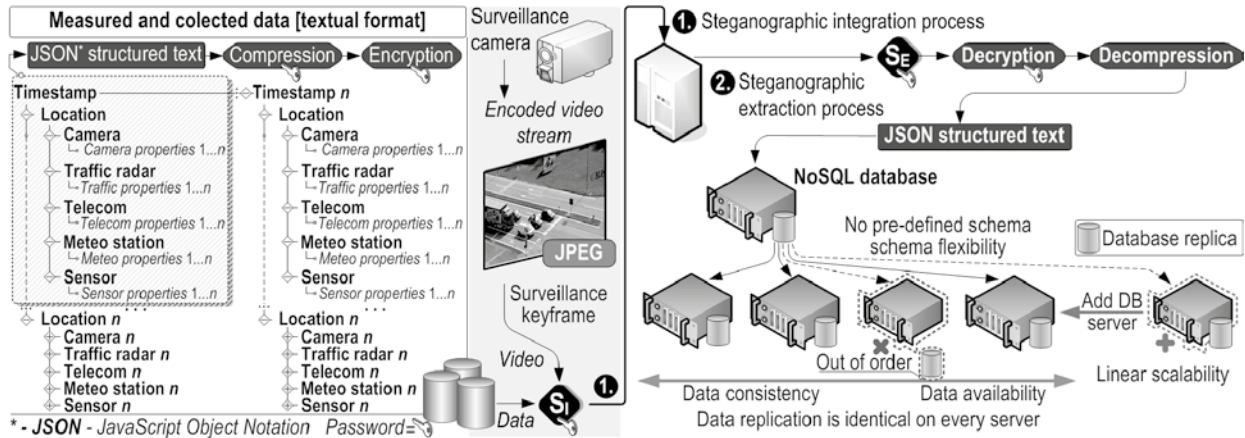 Measured and colected data [textual format]
JSON* structured text
Compression
Encryption
Timestamp
Location
Camera
Camera properties 1...n
Traffic radar
Traffic properties 1...n
Telecom
Telecom properties 1...n
Meteo station
Meteo properties 1...n
Sensor
Sensor properties 1...n
...
Location n
Camera n
Traffic radar n
Telecom n
Meteo station n
Sensor n
Timestamp n
Location
Camera
Camera properties 1...n
Traffic radar
Traffic properties 1...n
Telecom
Telecom properties 1...n
Meteo station
Meteo properties 1...n
Sensor
Sensor properties 1...n
...
Location n
Camera n
Traffic radar n
Telecom n
Meteo station n
Sensor n
* - JSON - JavaScript Object Notation Password=
Surveillance
camera
Encoded video
stream
JPEG
Surveillance
keyframe
Video
Data
SI
1.
1. Steganographic integration process
2. Steganographic
extraction process
SE
Decryption
Decompression
JSON structured text
NoSQL database
No pre-defined schema
schema flexibility
Database replica
Add DB
server
Out of order
Linear scalability
Data consistency
Data availability
Data replication is identical on every server